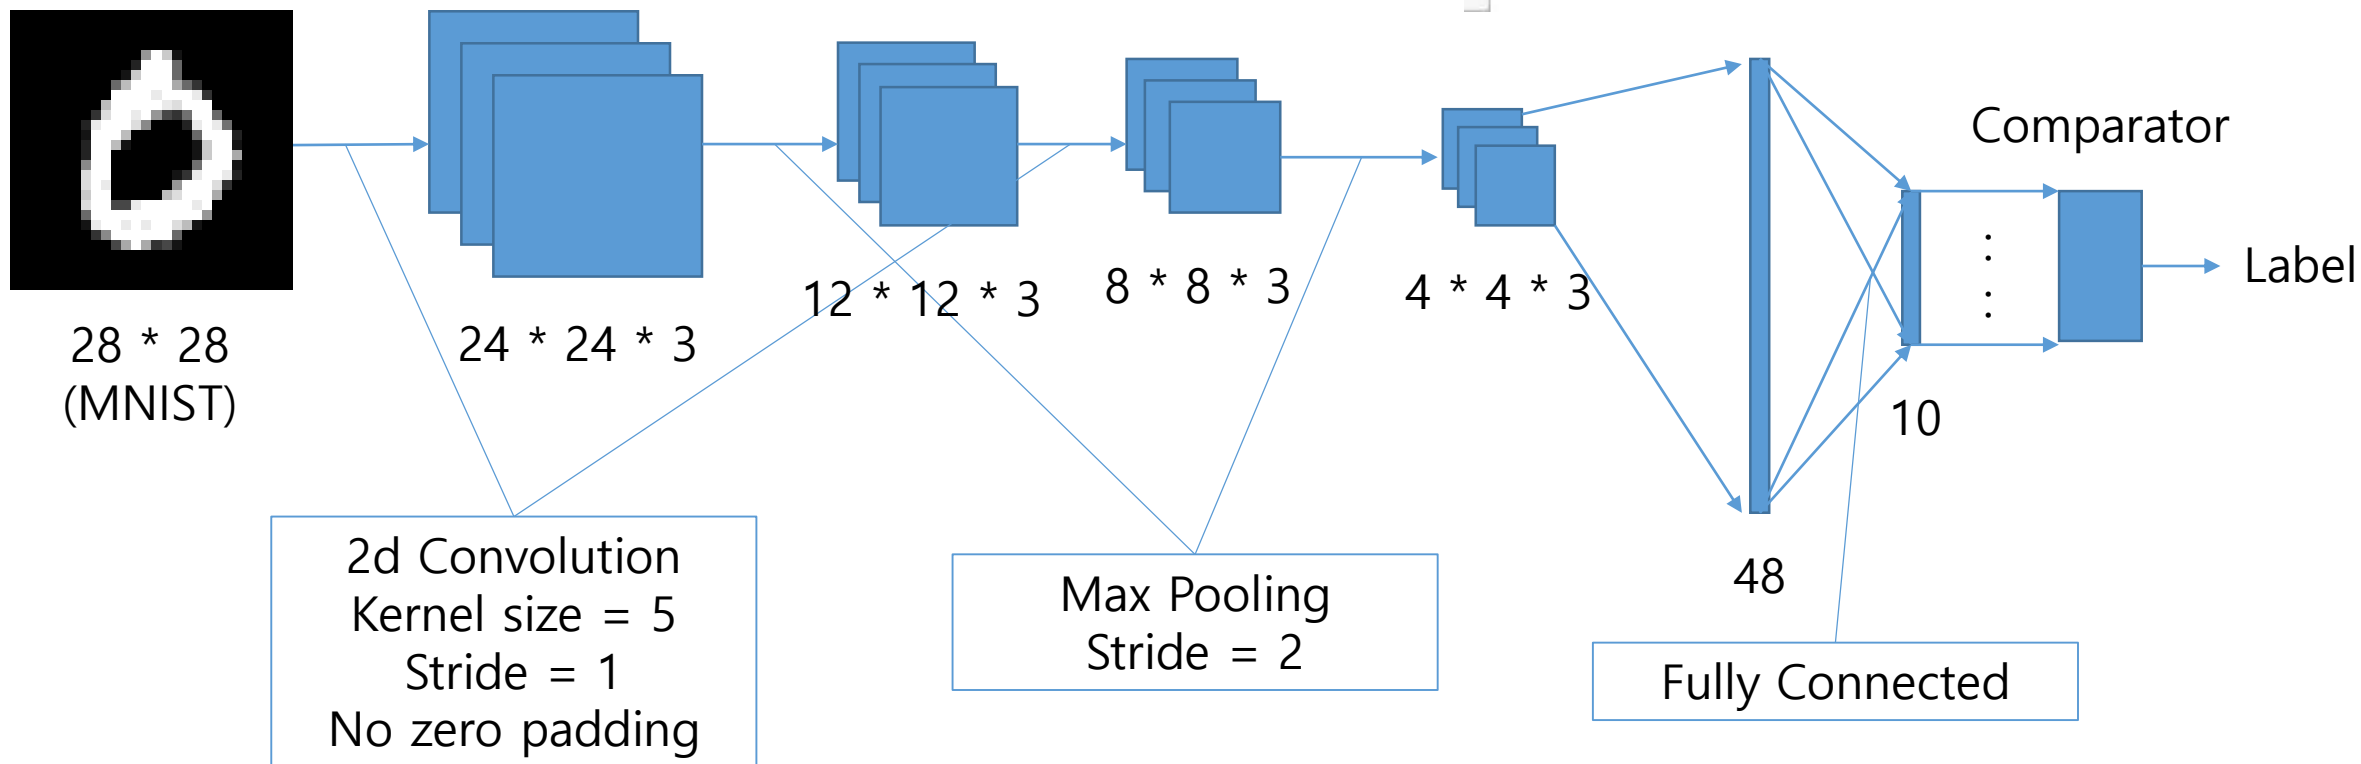 28 * 28
(MNIST)
24 * 24 * 3
12 * 12 * 3
8 * 8 * 3
4 * 4 * 3
48
10
Comparator
:
:
Label
2d Convolution
Kernel size = 5
Stride = 1
No zero padding
Max Pooling
Stride = 2
Fully Connected